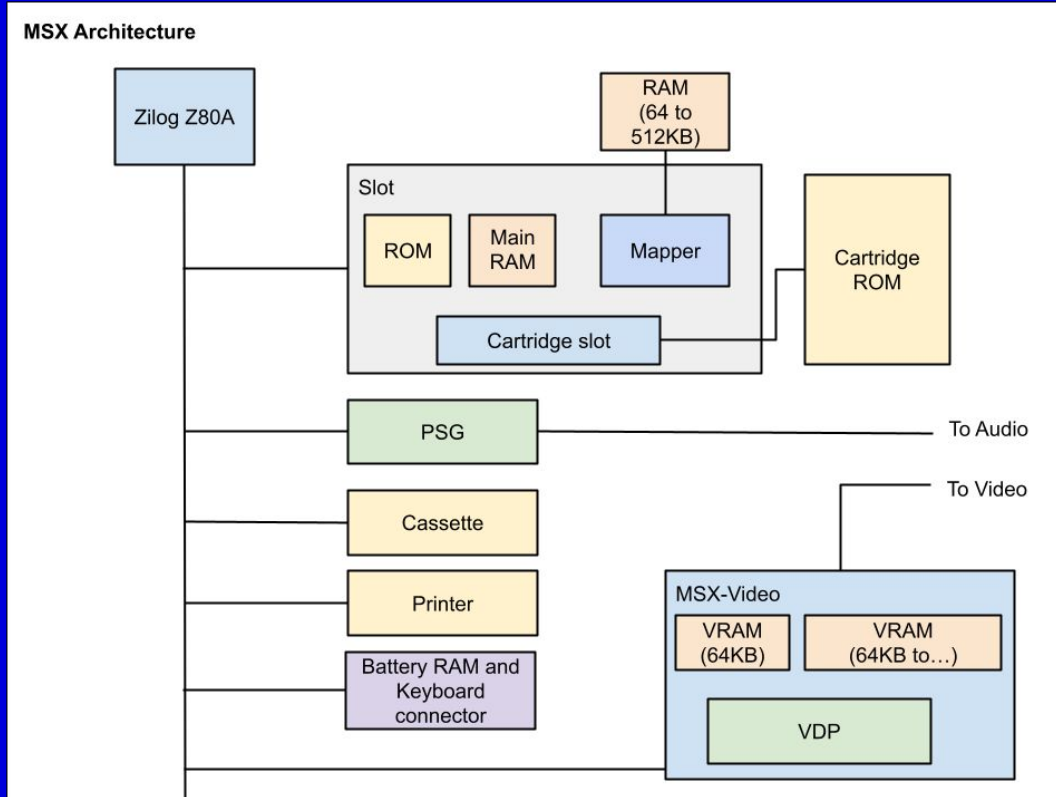 MSX Architecture
Zilog Z80A
RAM
(64 to
512KB)
Slot
ROM
Main
RAM
Mapper
Cartridge
ROM
Cartridge slot
PSG
To Audio
To Video
Cassette
Printer
MSX-Video
VRAM
(64KB)
VRAM
(64KB to…)
Battery RAM and
Keyboard
connector
VDP